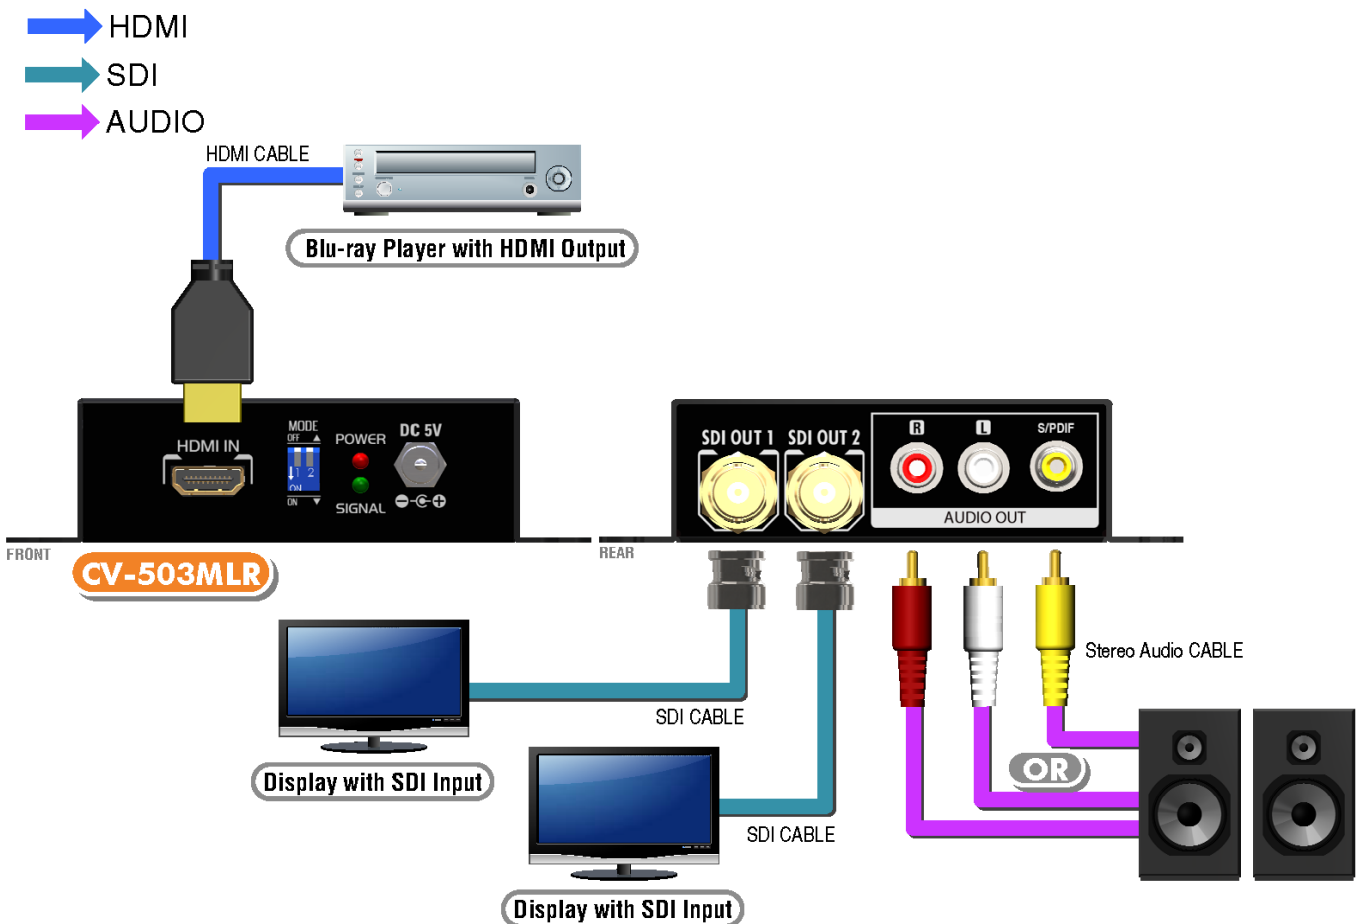 HDMI
SDI
AUDIO
HDMI CABLE
Blu-ray Player with HDMI Output
HDMI IN
MODE
OFF
1 2
ON
ON
POWER
SIGNAL
DC 5V
FRONT
CV-503MLR
SDI OUT 1
SDI OUT 2
R
L
S/PDIF
AUDIO OUT
REAR
Stereo Audio CABLE
SDI CABLE
Display with SDI Input
OR
SDI CABLE
Display with SDI Input